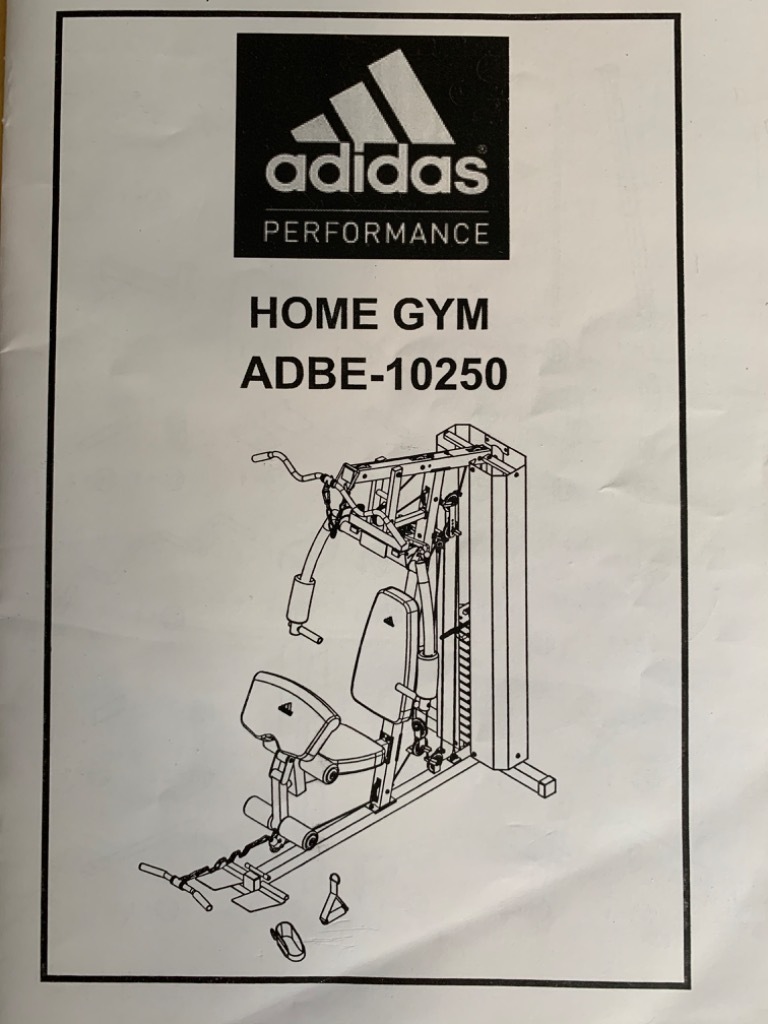 adidas®
PERFORMANCE
HOME GYM
ADBE-10250